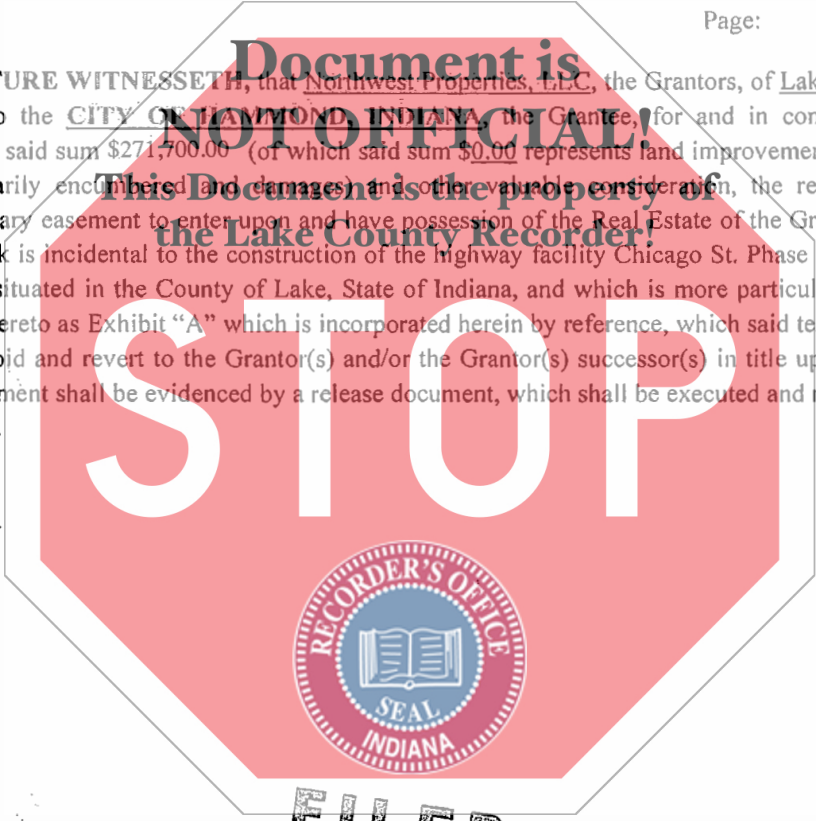 Page:
Document is
TURE WITNESSETH, that Northwest Properties, LLC, the Grantors, of Lak
o the CITY OF HAMMOND, INDIANA, the Grantee, for and in con
NOT OFFICIAL!
said sum $271,700.00 (of which said sum $0.00 represents land improvemen
arily encumbered and damages) and other valuable consideration, the re
This Document is the property of
ary easement to enter upon and have possession of the Real Estate of the Gr
the Lake County Recorder!
k is incidental to the construction of the highway facility Chicago St. Phase
situated in the County of Lake, State of Indiana, and which is more particul
ereto as Exhibit “A” which is incorporated herein by reference, which said te
oid and revert to the Grantor(s) and/or the Grantor(s) successor(s) in title up
ment shall be evidenced by a release document, which shall be executed and r
STOP
RECORDER'S OFFICE
SEAL
INDIANA
FILED